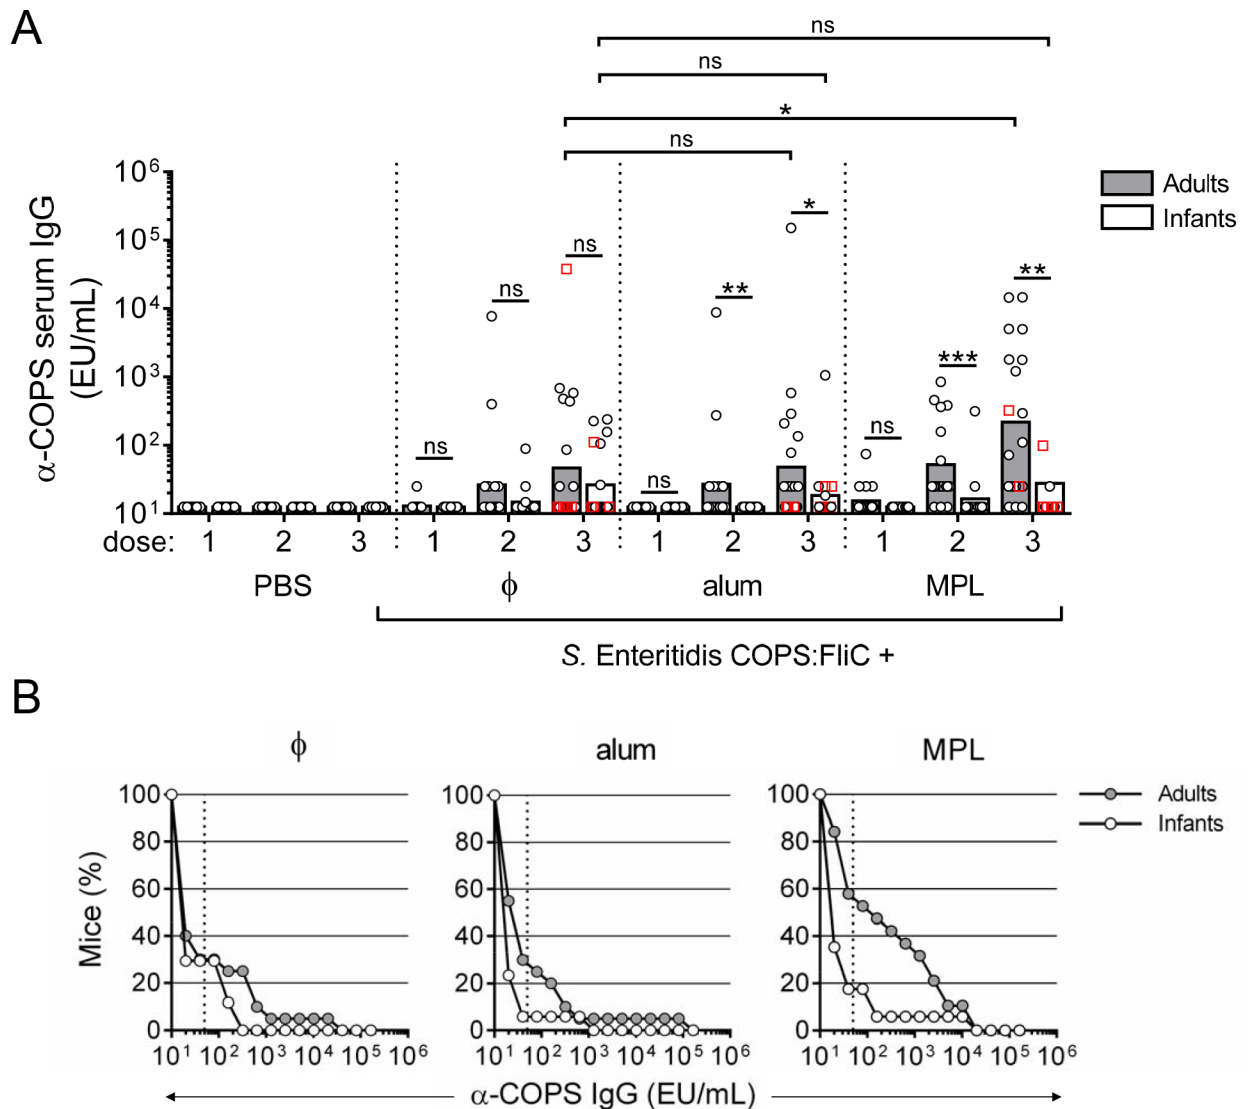 A
ns
ns
*
ns
α-COPS serum IgG
(EU/mL)
10⁶
10⁵
10⁴
10³
10²
10¹
ns
ns
ns
ns
**
*
ns
***
**
Adults
Infants
dose: 1 2 3 1 2 3 1 2 3 1 2 3
PBS ϕ alum MPL
S. Enteritidis COPS:FliC +
B
ϕ alum MPL
Mice (%)
100 100 100
80 80 80
60 60 60
40 40 40
20 20 20
0 0 0
Adults
Infants
10¹ 10² 10³ 10⁴ 10⁵ 10⁶ 10¹ 10² 10³ 10⁴ 10⁵ 10⁶ 10¹ 10² 10³ 10⁴ 10⁵ 10⁶
α-COPS IgG (EU/mL)